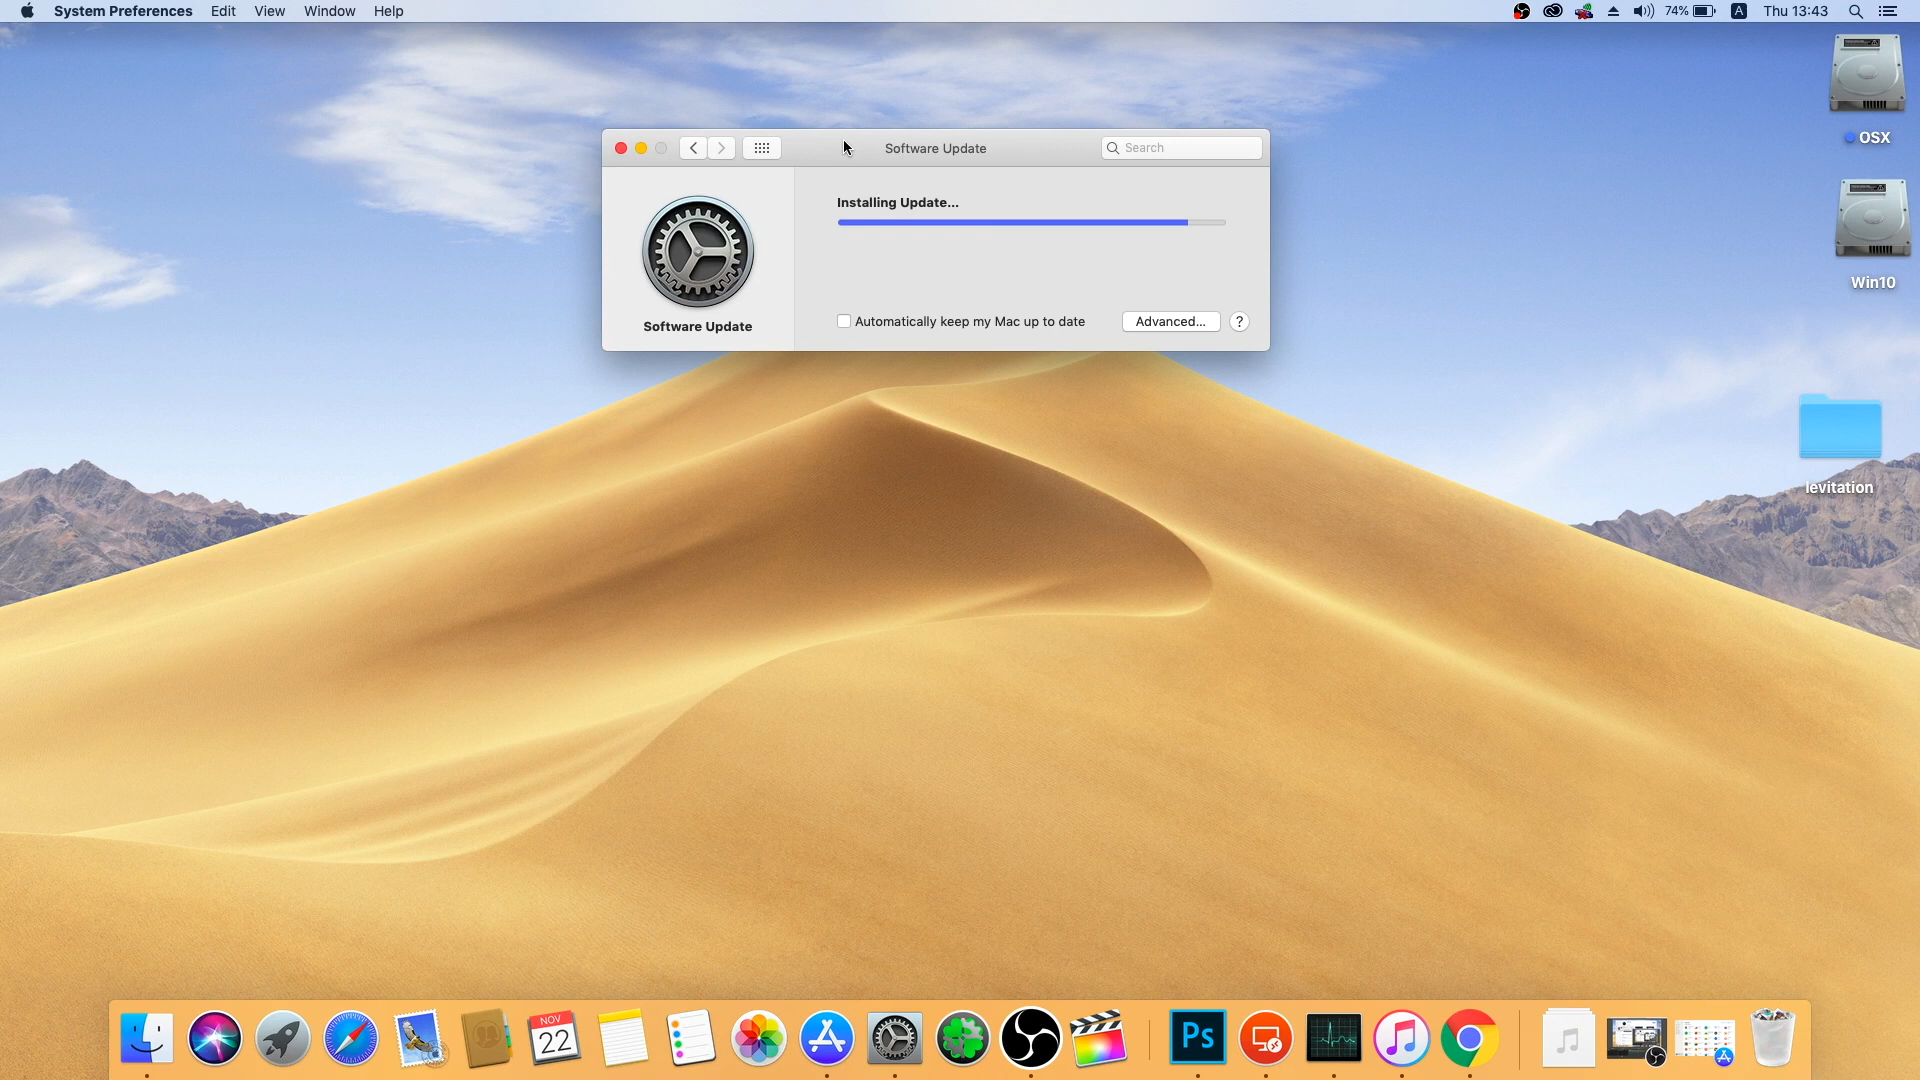 System Preferences Edit View Window Help
74% A Thu 13:43
OSX
Win10
levitation
Software Update
Search
Installing Update...
Software Update
Automatically keep my Mac up to date
Advanced...
?
NOV
22
Ps